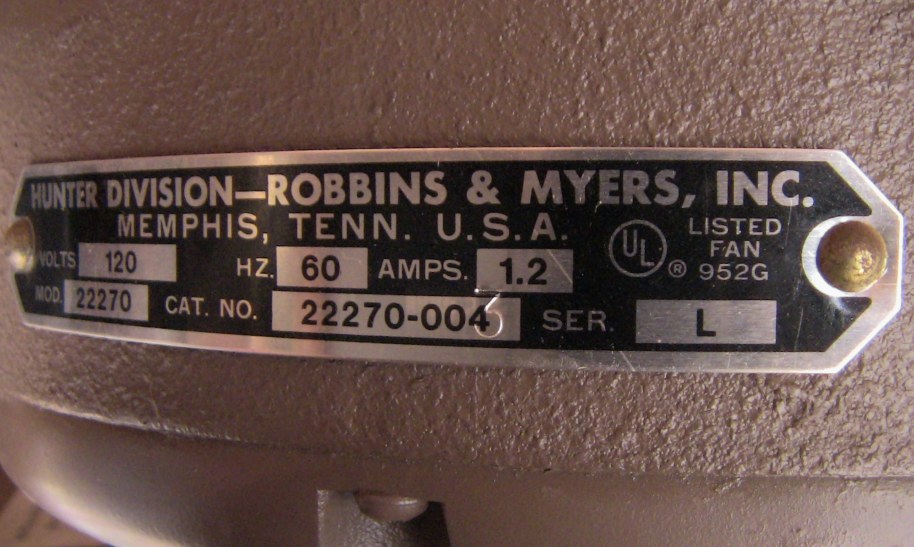 HUNTER DIVISION—ROBBINS & MYERS, INC.
MEMPHIS, TENN. U.S.A.
VOLTS 120 HZ. 60 AMPS. 1.2
MOD. 22270 CAT. NO. 22270-004 3 SER. L
UL ® LISTED
FAN
952G